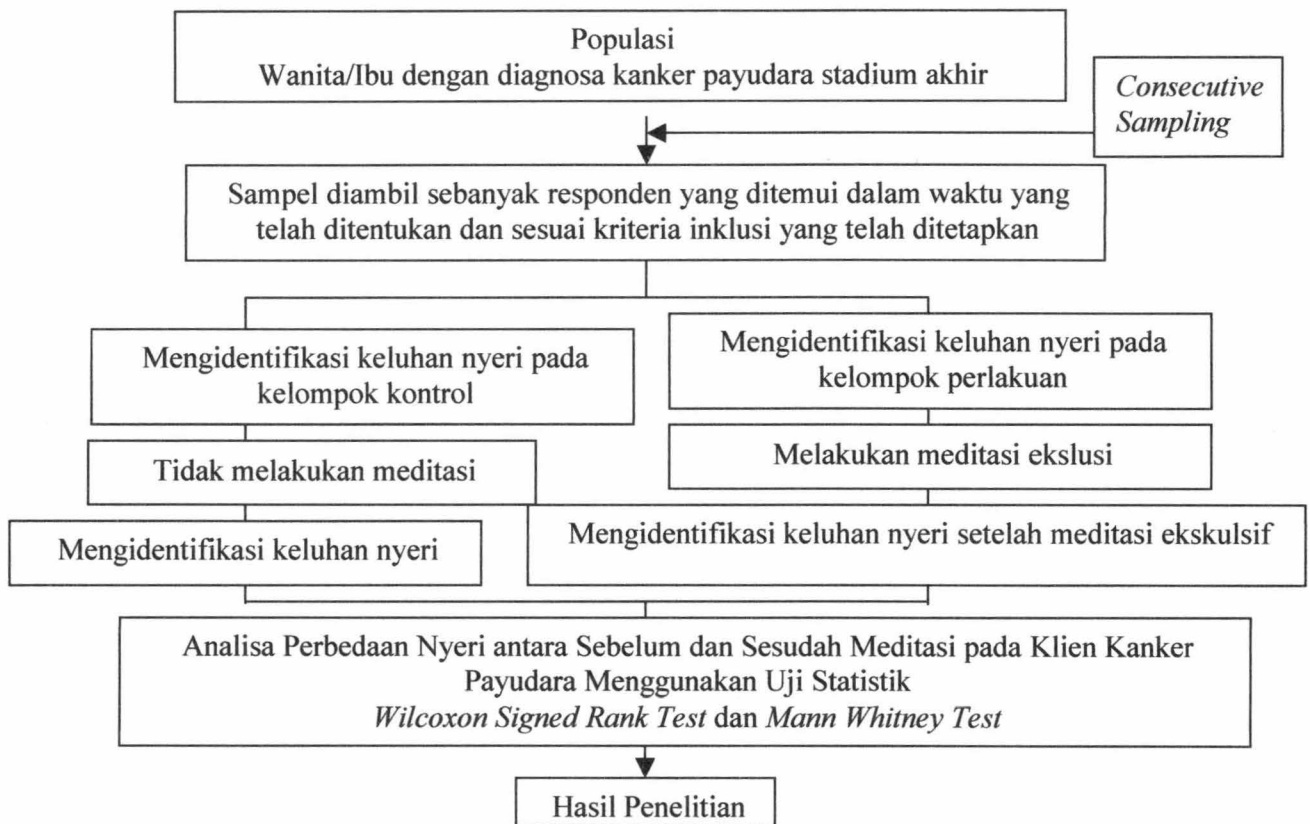 Populasi
Wanita/Ibu dengan diagnosa kanker payudara stadium akhir
Consecutive
Sampling
Sampel diambil sebanyak responden yang ditemui dalam waktu yang
telah ditentukan dan sesuai kriteria inklusi yang telah ditetapkan
Mengidentifikasi keluhan nyeri pada
kelompok kontrol
Mengidentifikasi keluhan nyeri pada
kelompok perlakuan
Tidak melakukan meditasi
Melakukan meditasi ekslusi
Mengidentifikasi keluhan nyeri
Mengidentifikasi keluhan nyeri setelah meditasi ekskulsif
Analisa Perbedaan Nyeri antara Sebelum dan Sesudah Meditasi pada Klien Kanker
Payudara Menggunakan Uji Statistik
Wilcoxon Signed Rank Test dan Mann Whitney Test
Hasil Penelitian